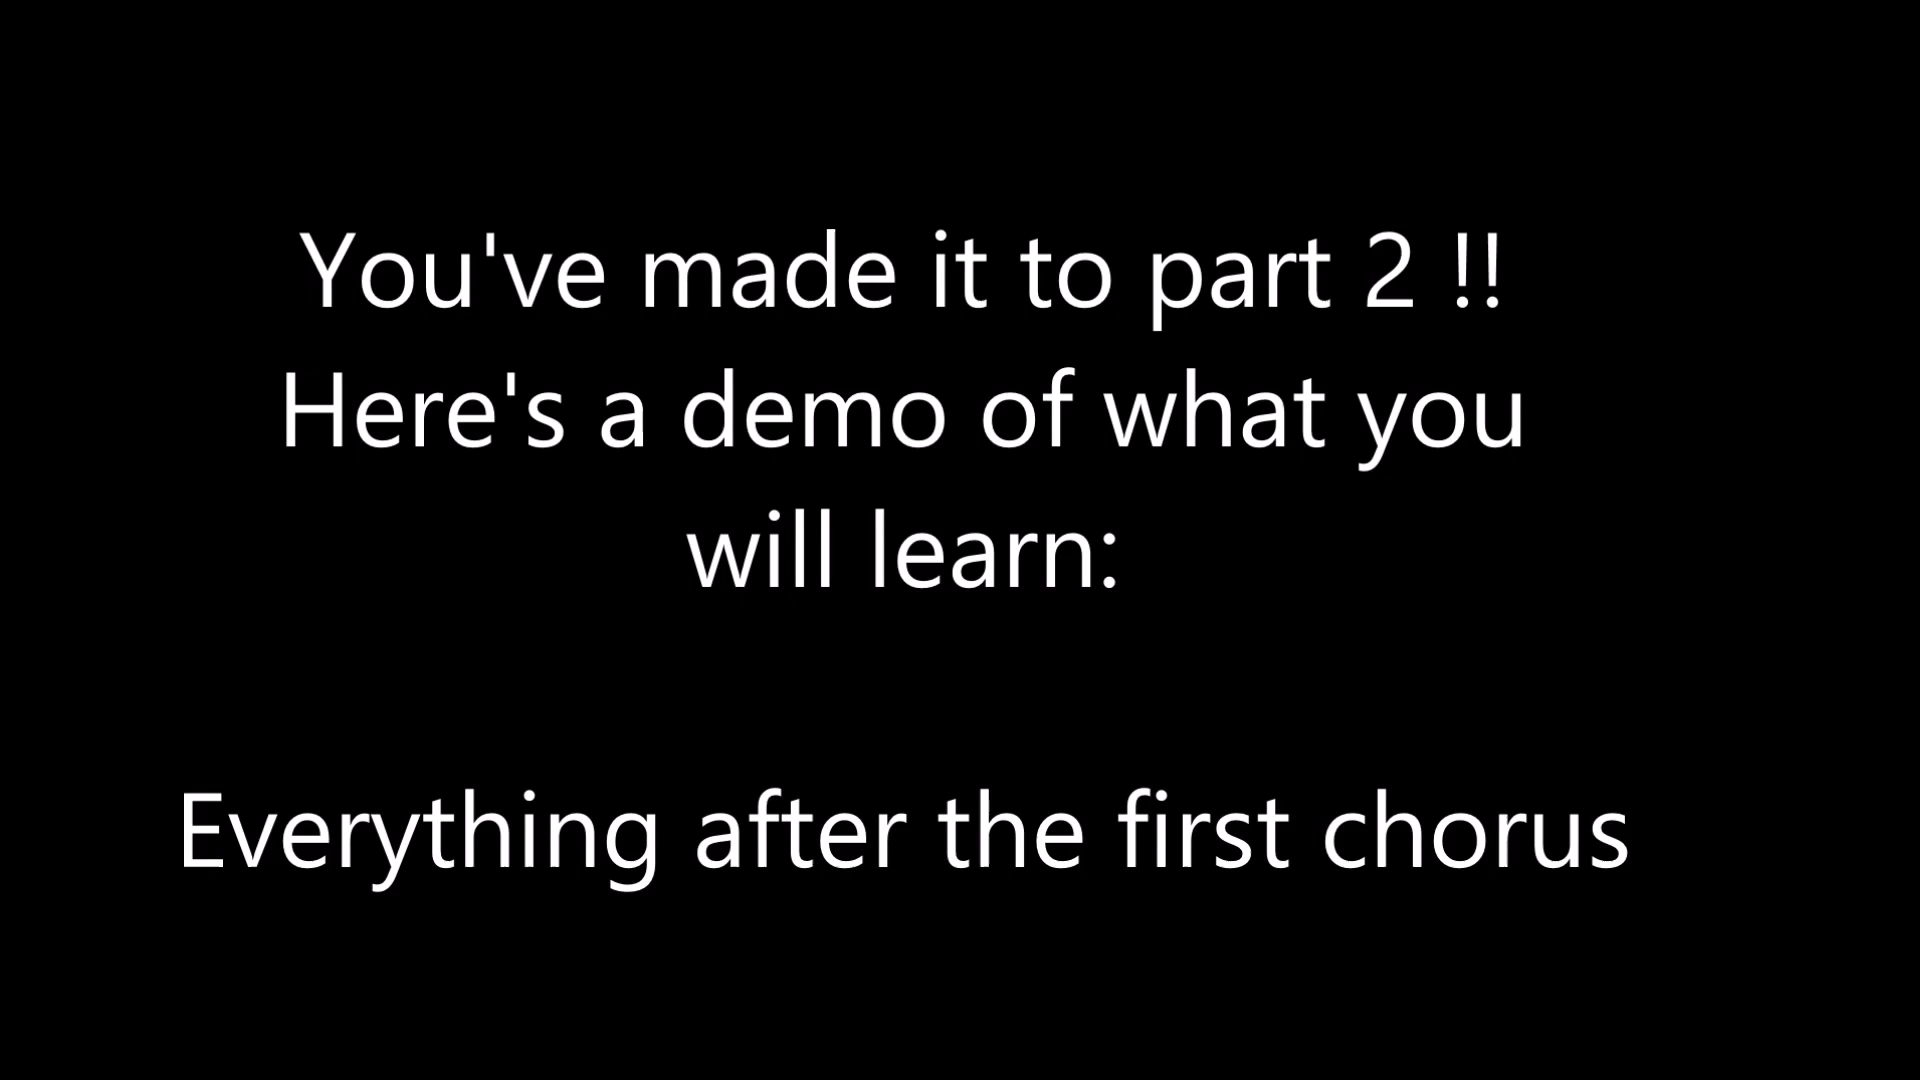 You've made it to part 2 !!
Here's a demo of what you
will learn:
Everything after the first chorus